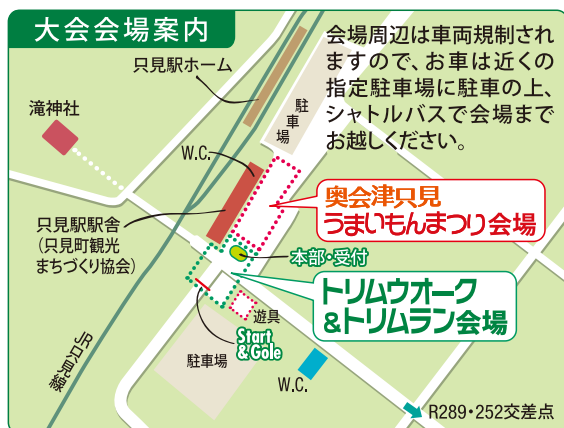 大会会場案内
会場周辺は車両規制され
ますので、お車は近くの
指定駐車場に駐車の上、
シャトルバスで会場まで
お越しください。
只見駅ホーム
駐車場
滝神社
W.C.
奥会津只見
うまいもんまつり会場
只見駅駅舎
(只見町観光
まちづくり協会)
本部・受付
トリムウオーク
&トリムラン会場
遊具
Start
&Gole
駐車場
JR只見線
W.C.
R289・252交差点